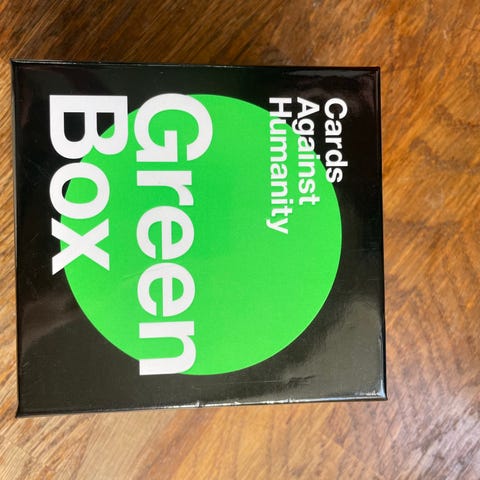 Cards
Against
Humanity
Green
Box